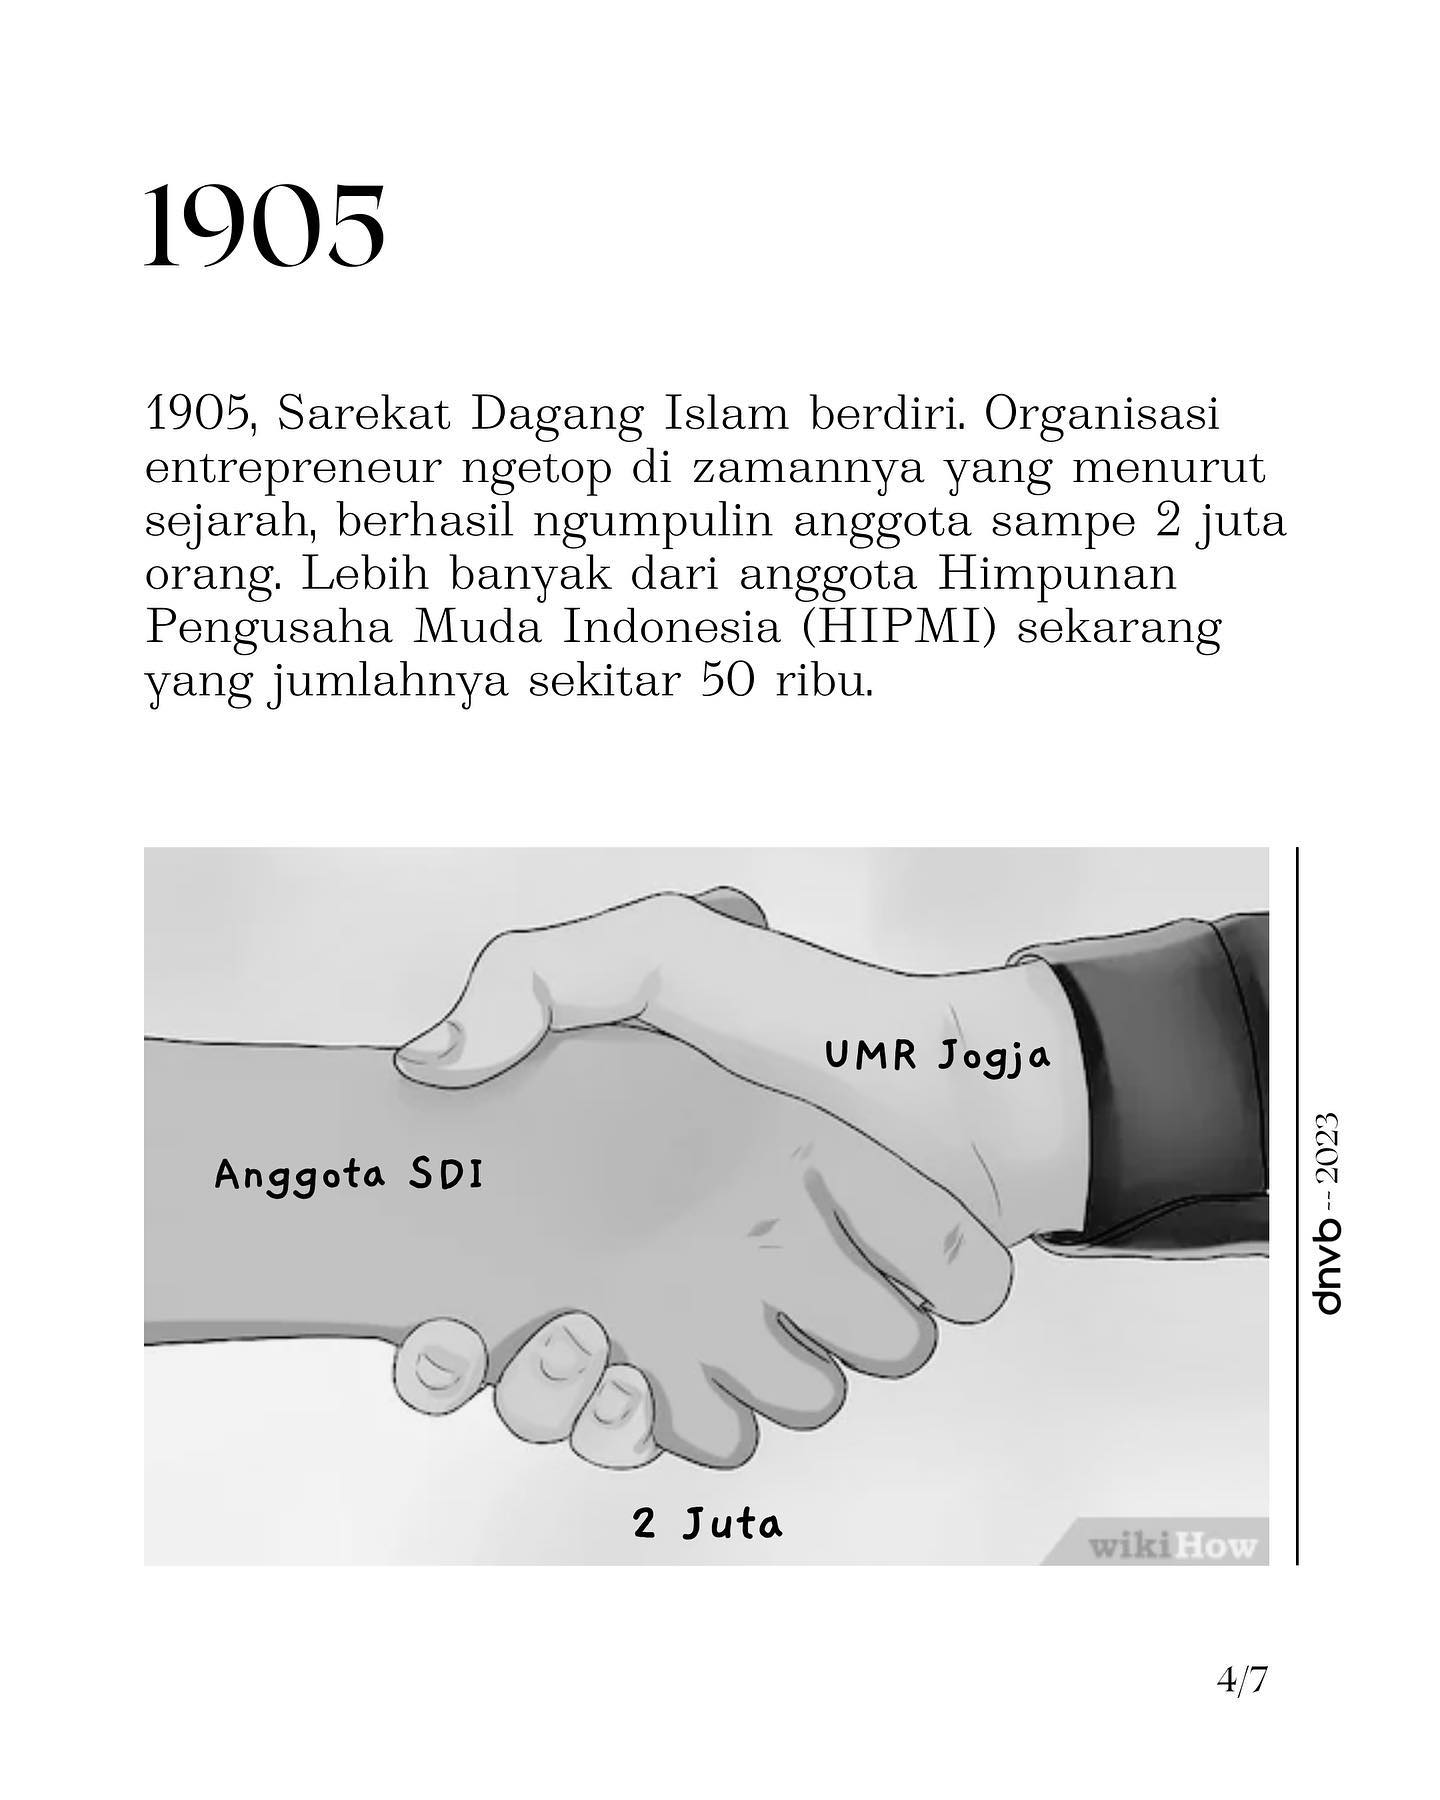 1905
1905, Sarekat Dagang Islam berdiri. Organisasi
entrepreneur ngetop di zamannya yang menurut
sejarah, berhasil ngumpulin anggota sampe 2 juta
orang. Lebih banyak dari anggota Himpunan
Pengusaha Muda Indonesia (HIPMI) sekarang
yang jumlahnya sekitar 50 ribu.
UMR Jogja
Anggota SDI
2 Juta
wikiHow
dnvb -- 2023
4/7